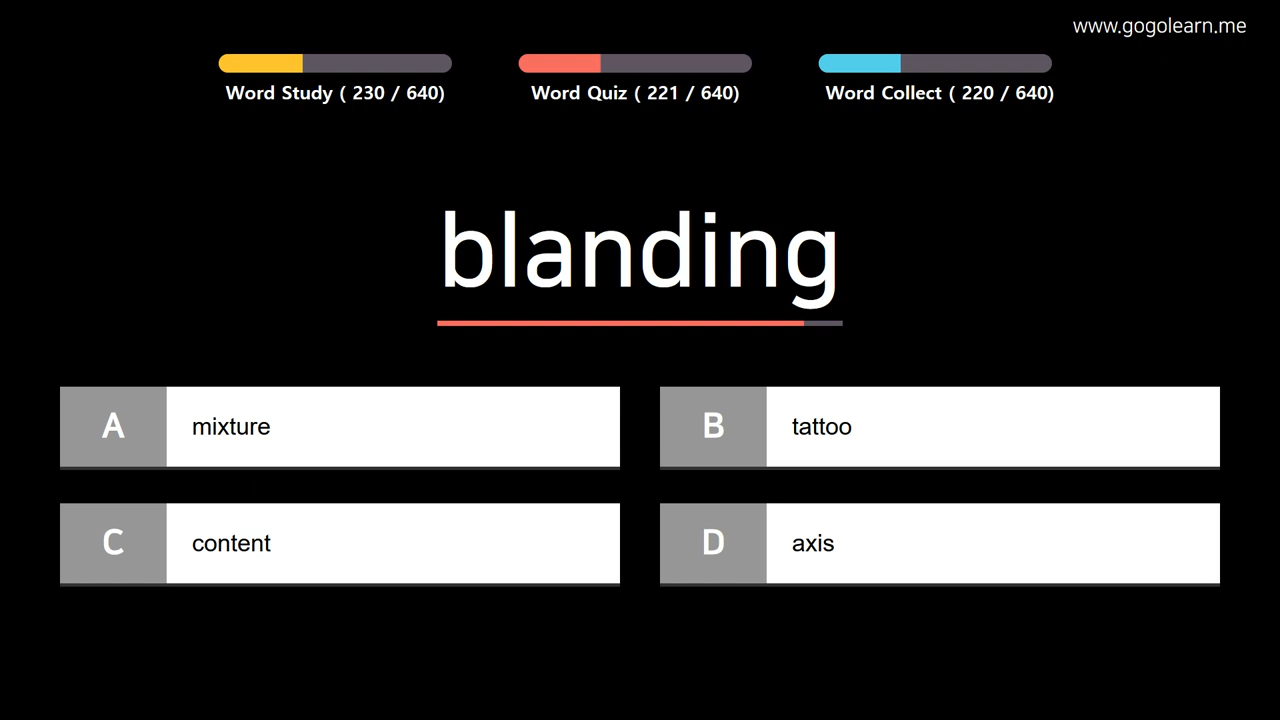 www.gogolearn.me
Word Study ( 230 / 640)
Word Quiz ( 221 / 640)
Word Collect ( 220 / 640)
blanding
A
mixture
B
tattoo
C
content
D
axis